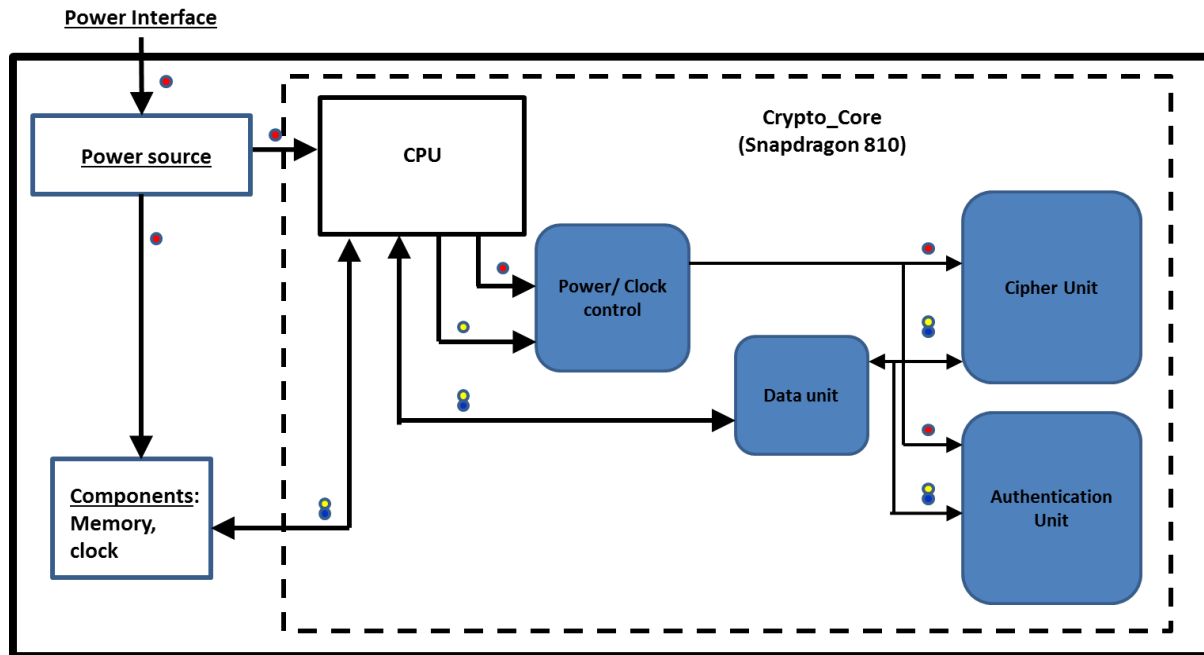 Power Interface
Power source
CPU
Crypto_Core
(Snapdragon 810)
Power/ Clock
control
Cipher Unit
Data unit
Components:
Memory,
clock
Authentication
Unit